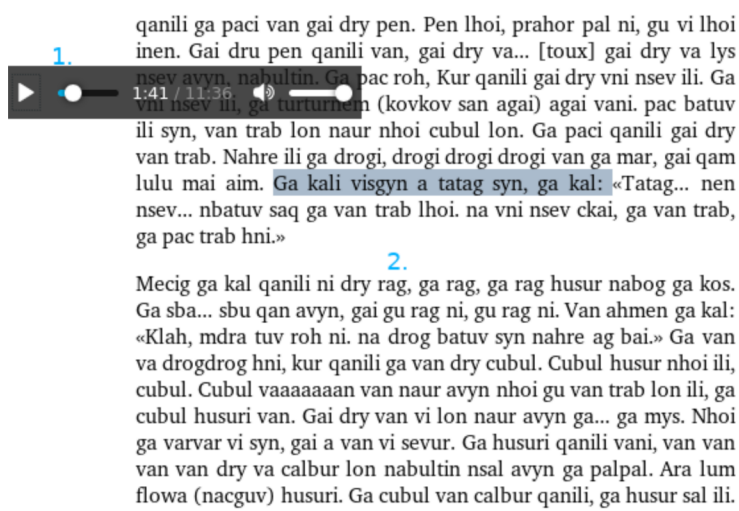 qanili ga paci van gai dry pen. Pen lhoi, prahor pal ni, gu vi lhoi
1.
inen. Gai dru pen qanili van, gai dry va... [toux] gai dry va lys
nsev avyn, nabultin. Ga pac roh, Kur qanili gai dry vni nsev ili. Ga
1:41 / 11:36
vni nsev ili, ga turturnem (kovkov san agai) agai vani. pac batuv
ili syn, van trab lon naur nhoi cubul lon. Ga paci qanili gai dry
van trab. Nahre ili ga drogi, drogi drogi drogi van ga mar, gai qam
lulu mai aim. Ga kali visgyn a tatag syn, ga kal: «Tatag... nen
nsev... nbatuv saq ga van trab lhoi. na vni nsev ckai, ga van trab,
ga pac trab hni.»
2.
Mecig ga kal qanili ni dry rag, ga rag, ga rag husur nabog ga kos.
Ga sba... sbu qan avyn, gai gu rag ni, gu rag ni. Van ahmen ga kal:
«Klah, mdra tuv roh ni. na drog batuv syn nahre ag bai.» Ga van
va drogdrog hni, kur qanili ga van dry cubul. Cubul husur nhoi ili,
cubul. Cubul vaaaaaaan van naur avyn nhoi gu van trab lon ili, ga
cubul husuri van. Gai dry van vi lon naur avyn ga... ga mys. Nhoi
ga varvar vi syn, gai a van vi sevur. Ga husuri qanili vani, van van
van van dry va calbur lon nabultin nsal avyn ga palpal. Ara lum
flowa (nacguv) husuri. Ga cubul van calbur qanili, ga husur sal ili.